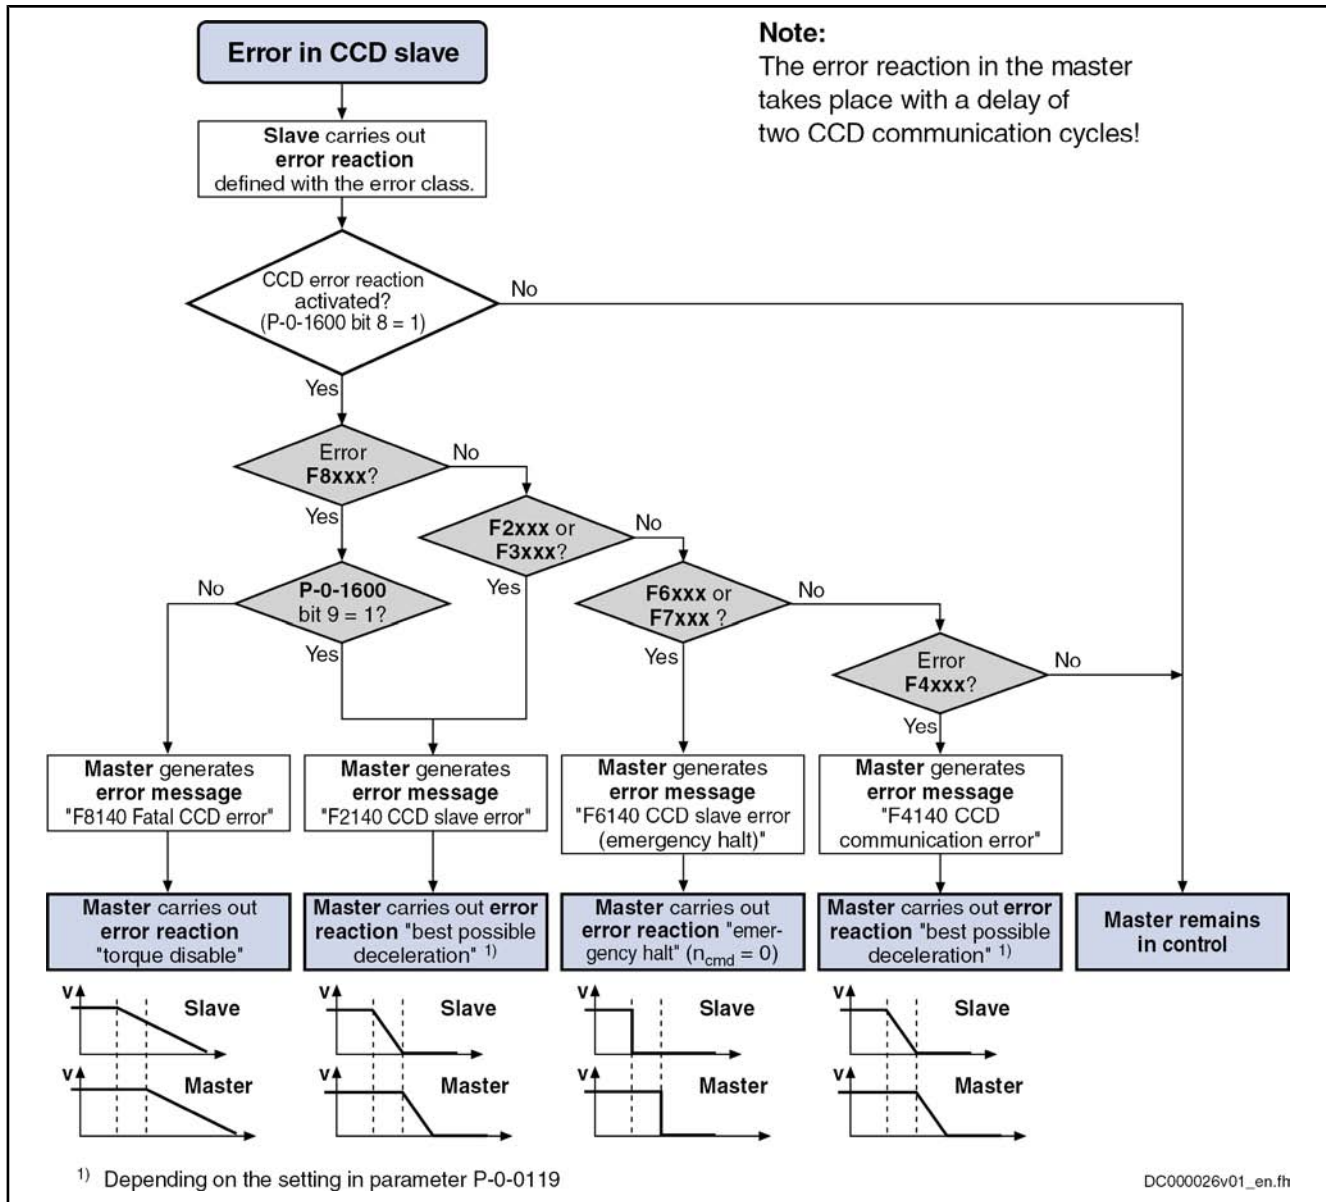 Error in CCD slave
Note:
The error reaction in the master
takes place with a delay of
two CCD communication cycles!
Slave carries out
error reaction
defined with the error class.
CCD error reaction
activated?
(P-0-1600 bit 8 = 1)
No
Yes
Error
F8xxx?
No
Yes
F2xxx or
F3xxx?
No
Yes
P-0-1600
bit 9 = 1?
No
Yes
F6xxx or
F7xxx ?
No
Yes
Error
F4xxx?
No
Yes
Master generates
error message
"F8140 Fatal CCD error"
Master generates
error message
"F2140 CCD slave error"
Master generates
error message
"F6140 CCD slave error
(emergency halt)"
Master generates
error message
"F4140 CCD
communication error"
Master carries out
error reaction
"torque disable"
Master carries out error
reaction "best possible
deceleration" 1)
Master carries out
error reaction "emer-
gency halt" (ncmd = 0)
Master carries out error
reaction "best possible
deceleration" 1)
Master remains
in control
v
Slave
v
Slave
v
Slave
v
Slave
v
Master
v
Master
v
Master
v
Master
1) Depending on the setting in parameter P-0-0119
DC000026v01_en.fh